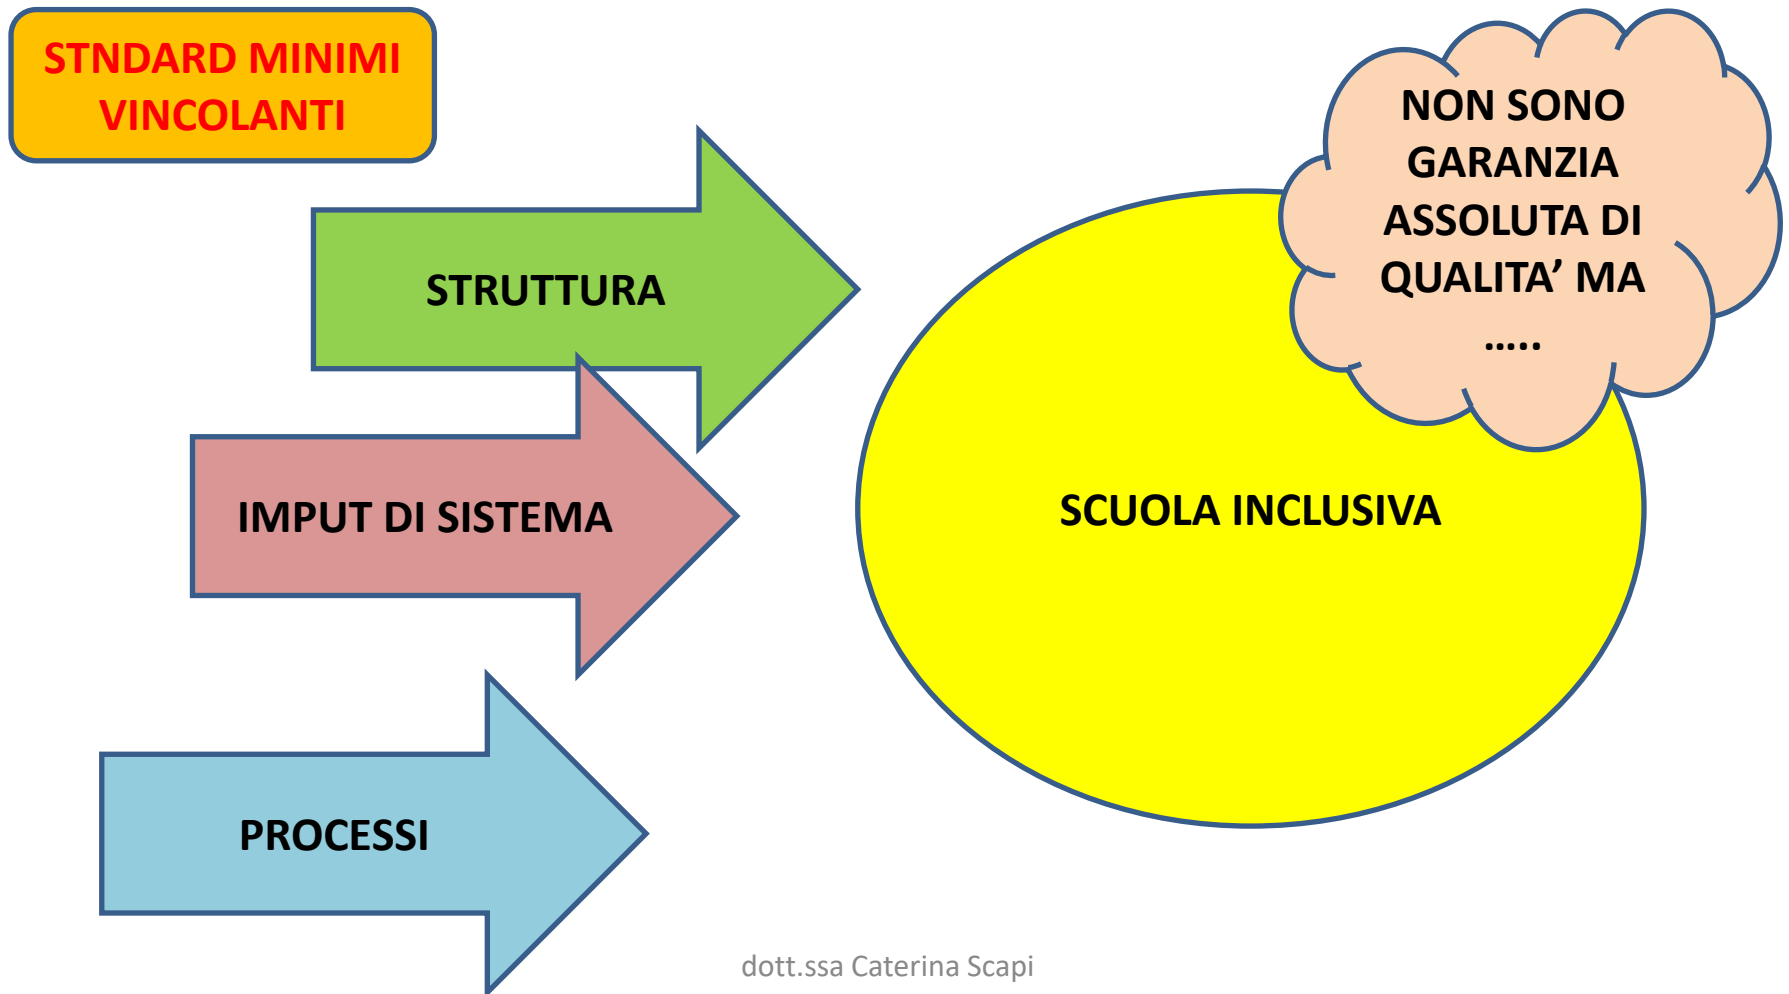 STNDARD MINIMI
VINCOLANTI
NON SONO
GARANZIA
ASSOLUTA DI
QUALITA’ MA
…..
STRUTTURA
IMPUT DI SISTEMA
SCUOLA INCLUSIVA
PROCESSI
dott.ssa Caterina Scapi